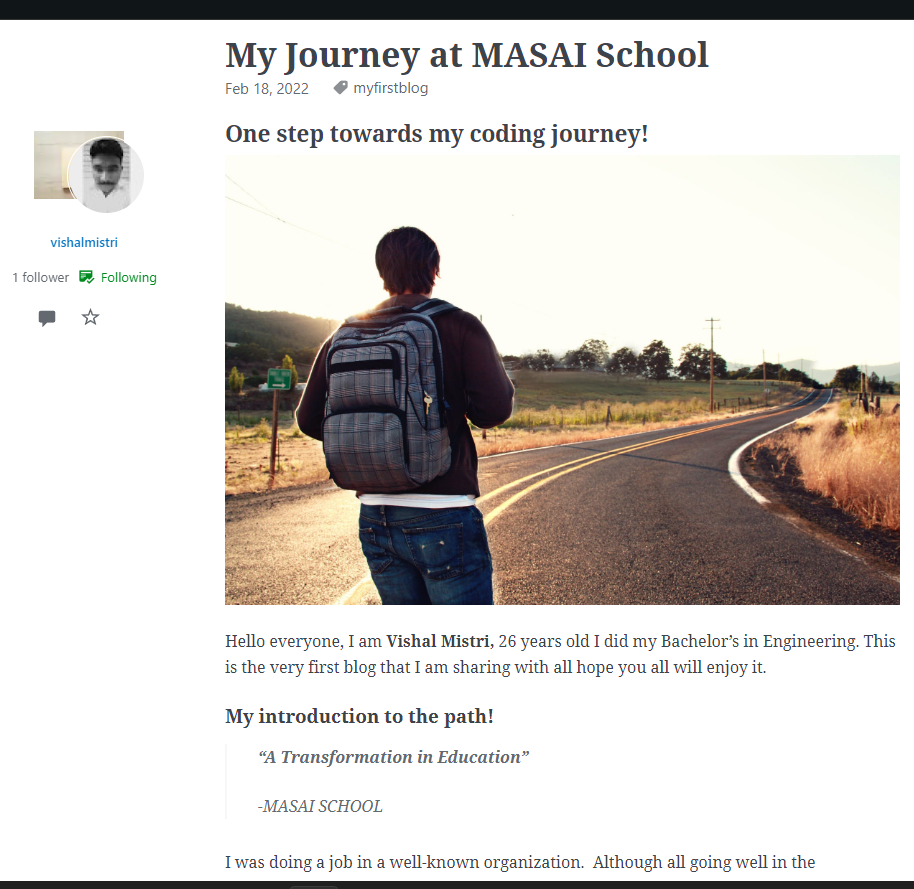 My Journey at MASAI School
Feb 18, 2022 myfirstblog
One step towards my coding journey!
vishalmistri
1 follower Following
Hello everyone, I am Vishal Mistri, 26 years old I did my Bachelor’s in Engineering. This
is the very first blog that I am sharing with all hope you all will enjoy it.
My introduction to the path!
“A Transformation in Education”
-MASAI SCHOOL
I was doing a job in a well-known organization.  Although all going well in the